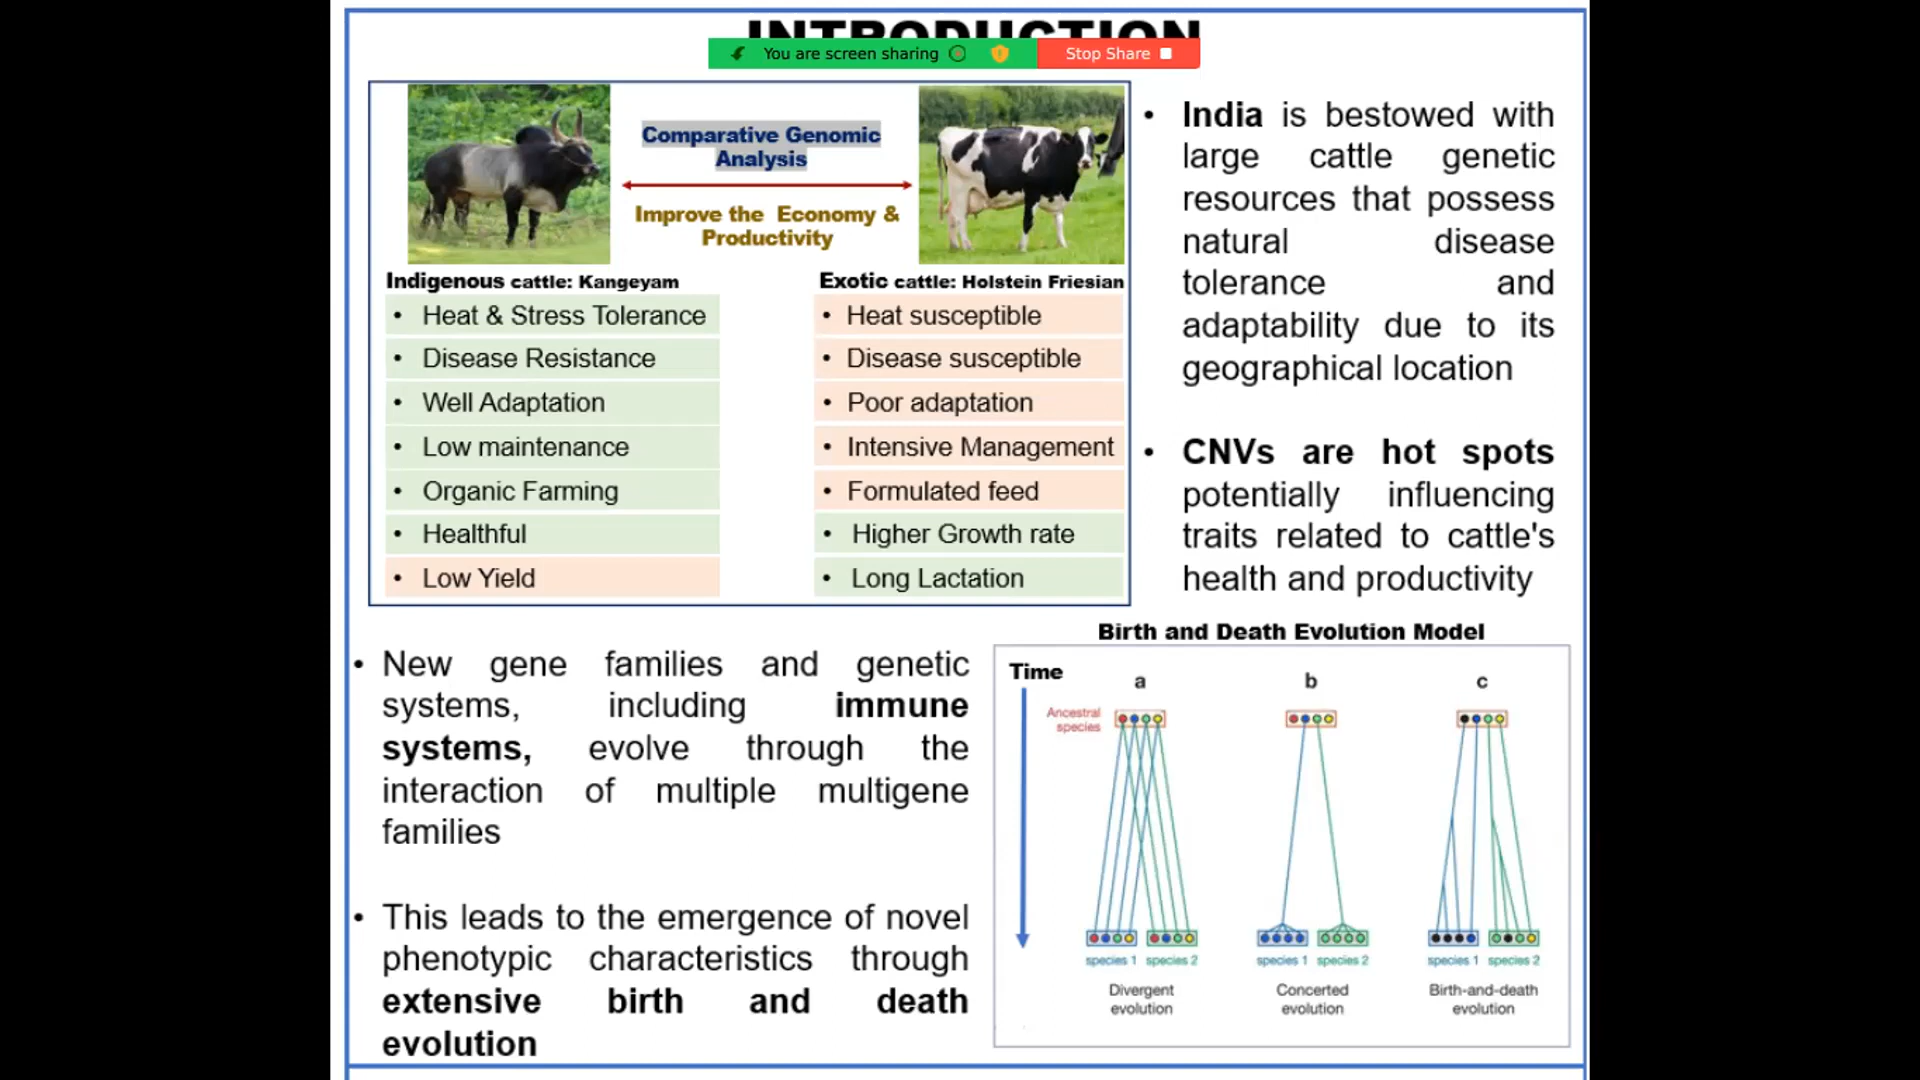 INTRODUCTION
You are screen sharing
Stop Share
Comparative Genomic
Analysis
Improve the Economy &
Productivity
Indigenous cattle: Kangeyam
• Heat & Stress Tolerance
• Disease Resistance
• Well Adaptation
• Low maintenance
• Organic Farming
• Healthful
• Low Yield
Exotic cattle: Holstein Friesian
• Heat susceptible
• Disease susceptible
• Poor adaptation
• Intensive Management
• Formulated feed
• Higher Growth rate
• Long Lactation
• India is bestowed with
large cattle genetic
resources that possess
natural disease
tolerance and
adaptability due to its
geographical location
• CNVs are hot spots
potentially influencing
traits related to cattle's
health and productivity
• New gene families and genetic
systems, including immune
systems, evolve through the
interaction of multiple multigene
families
• This leads to the emergence of novel
phenotypic characteristics through
extensive birth and death
evolution
Birth and Death Evolution Model
Time
a b c
Ancestral
species
species 1 species 2 species 1 species 2 species 1 species 2
Divergent
evolution
Concerted
evolution
Birth-and-death
evolution